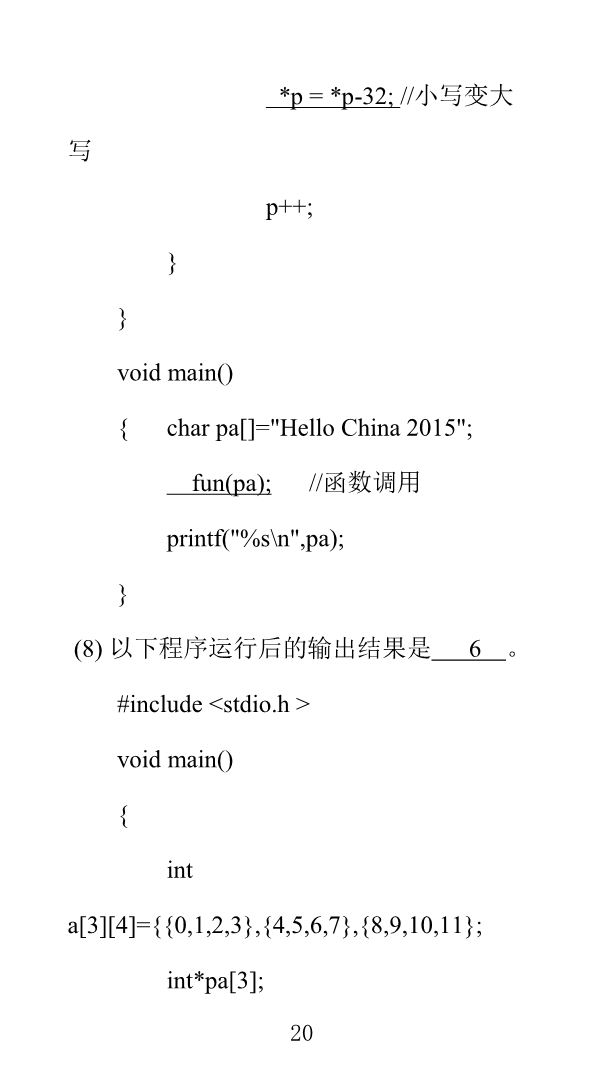 *p = *p-32; //小写变大
写
p++;
}
}
void main()
{ char pa[]="Hello China 2015";
fun(pa); //函数调用
printf("%s\n",pa);
}
(8) 以下程序运行后的输出结果是 6 。
#include <stdio.h >
void main()
{
int
a[3][4]={{0,1,2,3},{4,5,6,7},{8,9,10,11};
int*pa[3];
20